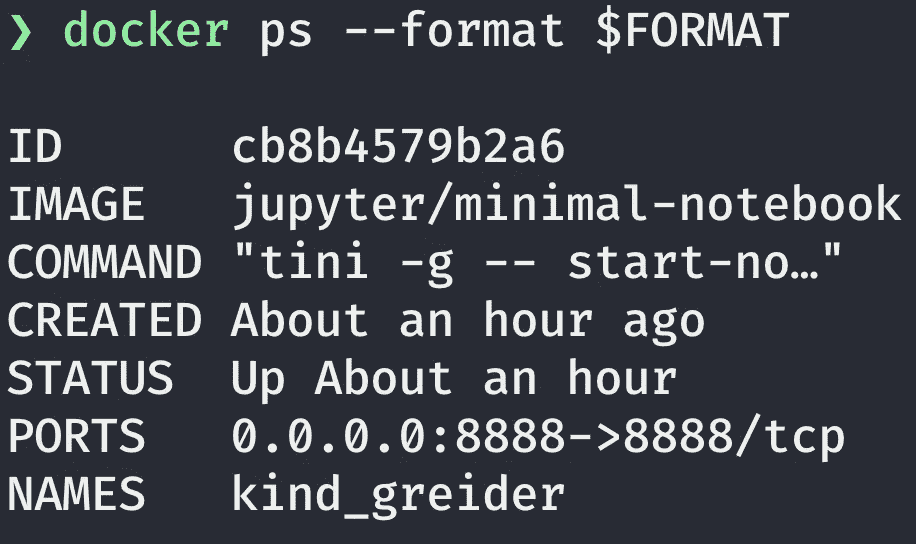 ❯ docker ps --format $FORMAT
ID cb8b4579b2a6
IMAGE jupyter/minimal-notebook
COMMAND "tini -g -- start-no…"
CREATED About an hour ago
STATUS Up About an hour
PORTS 0.0.0.0:8888->8888/tcp
NAMES kind_greider